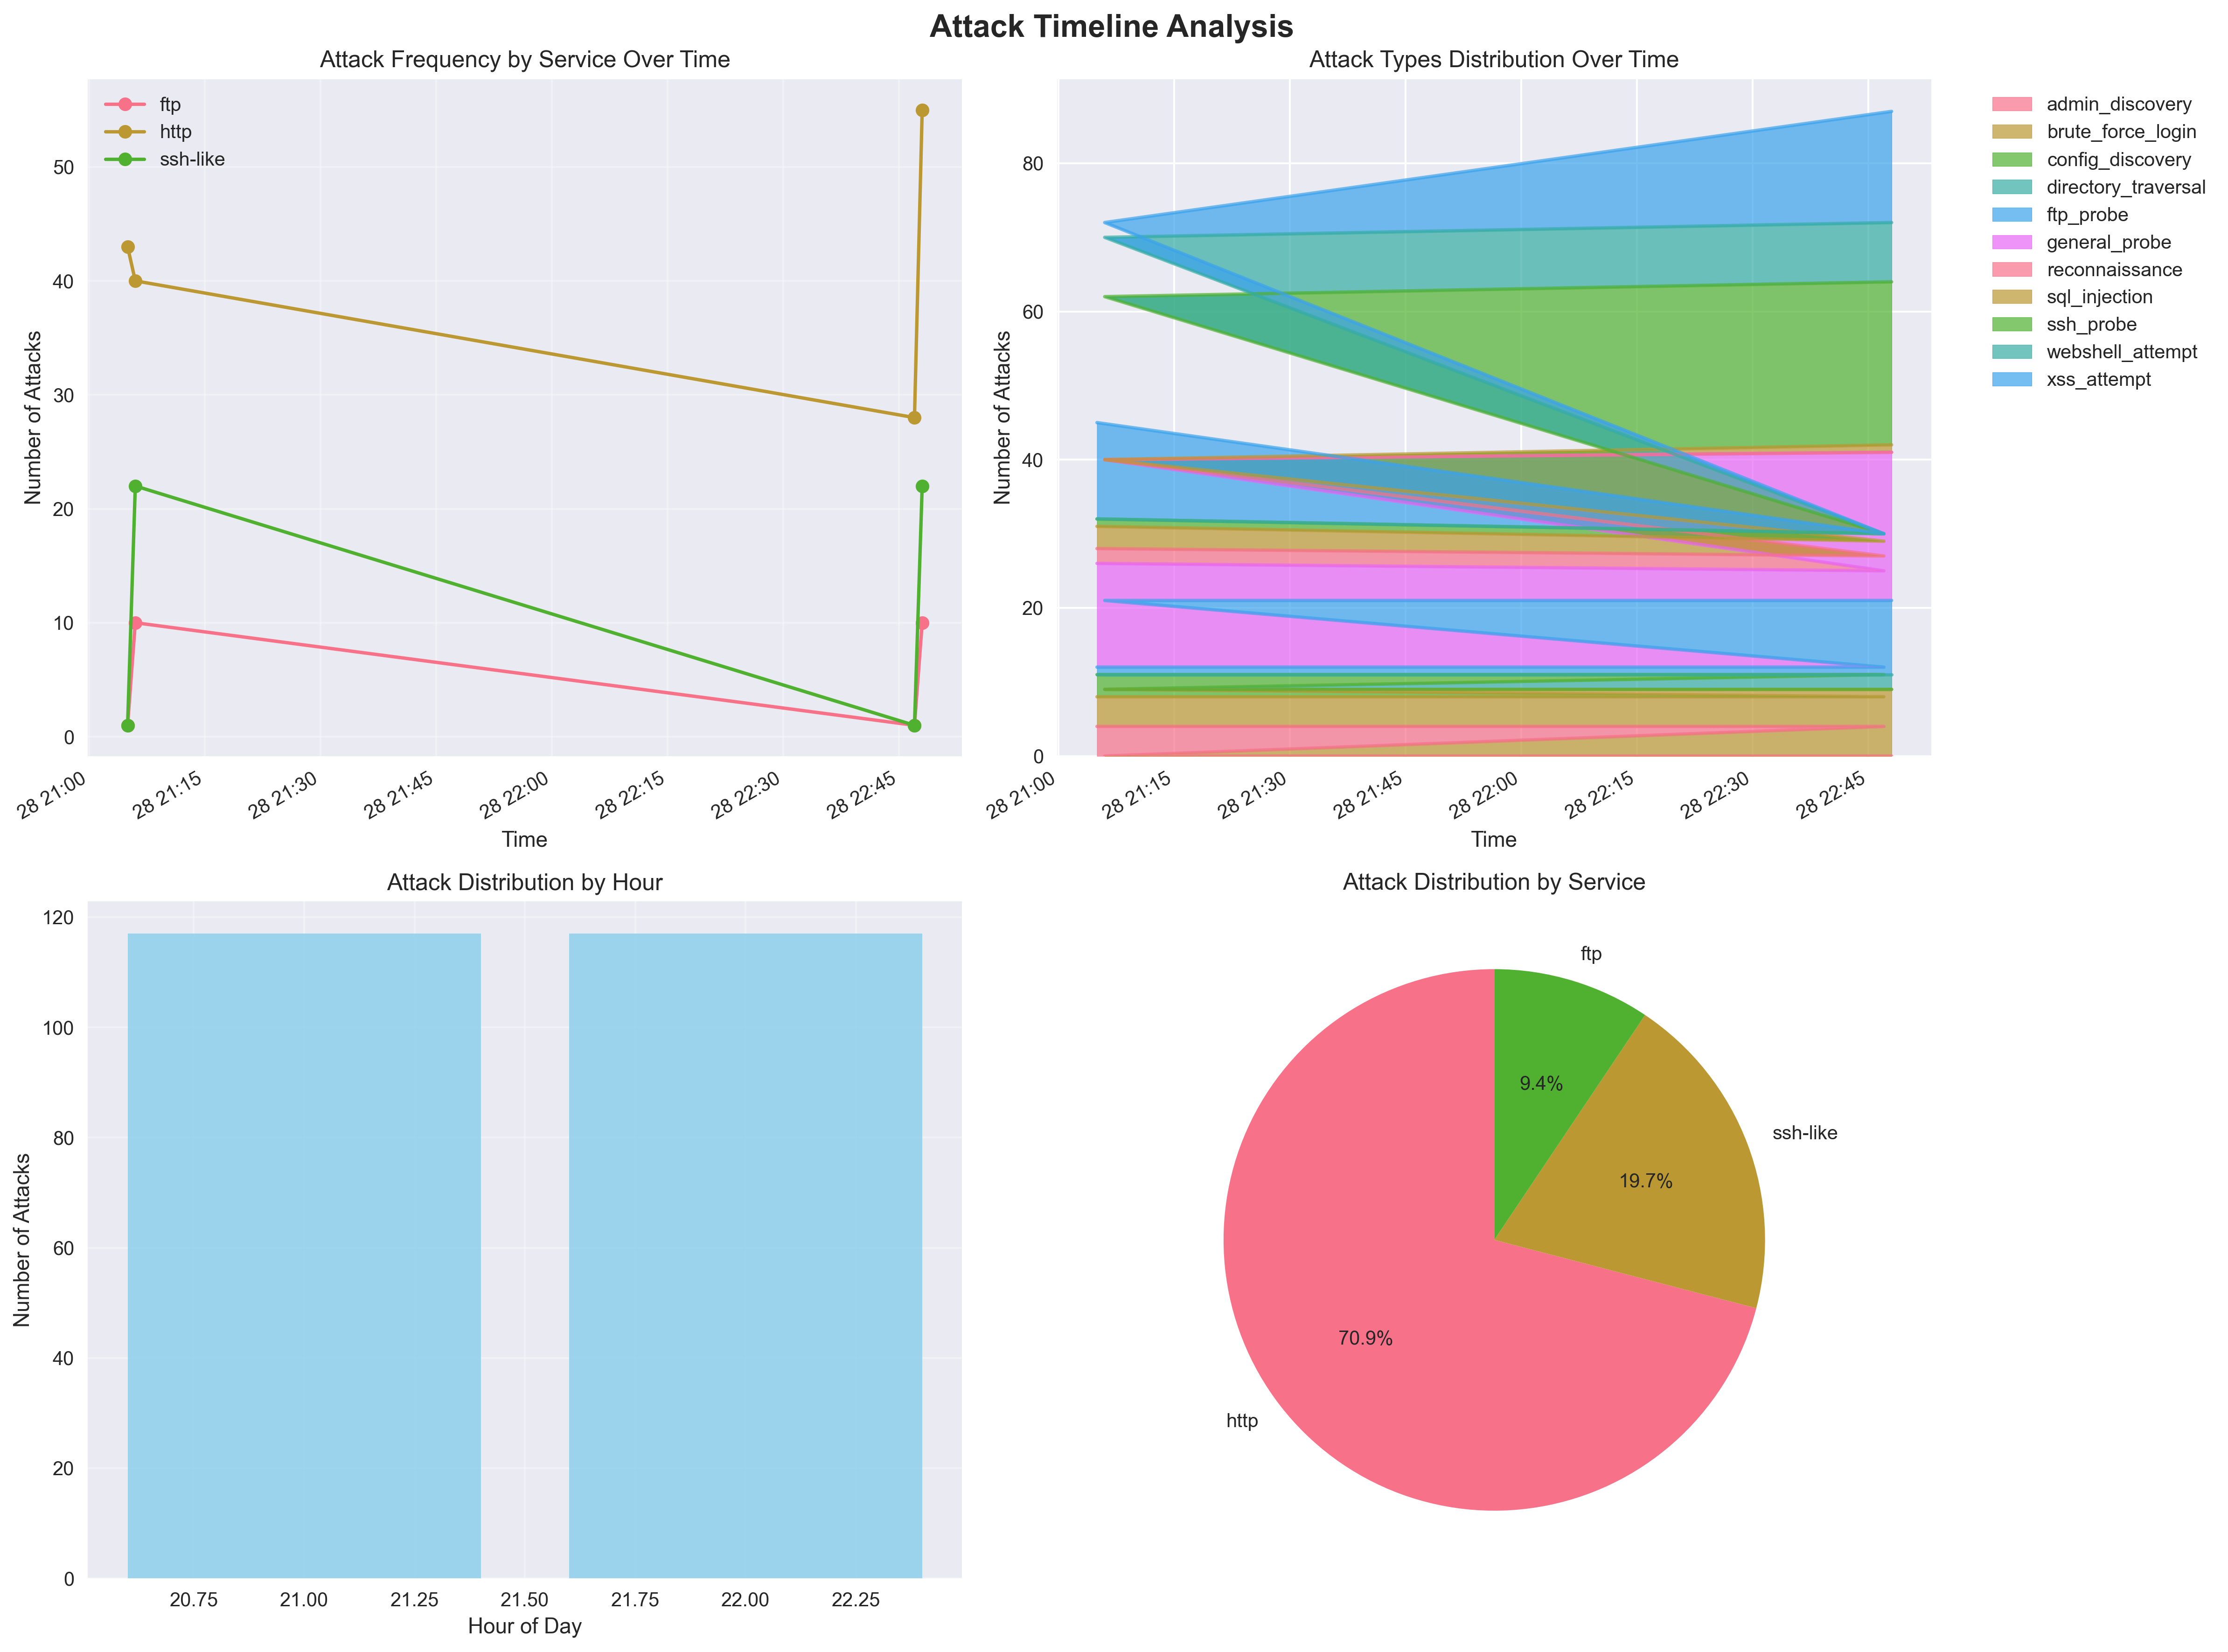 Attack Timeline Analysis
Attack Frequency by Service Over Time
ftp
http
ssh-like
Number of Attacks
50
40
30
20
10
0
28 21:00
28 21:15
28 21:30
28 21:45
28 22:00
28 22:15
28 22:30
28 22:45
Time
Attack Types Distribution Over Time
Number of Attacks
80
60
40
20
0
28 21:00
28 21:15
28 21:30
28 21:45
28 22:00
28 22:15
28 22:30
28 22:45
Time
admin_discovery
brute_force_login
config_discovery
directory_traversal
ftp_probe
general_probe
reconnaissance
sql_injection
ssh_probe
webshell_attempt
xss_attempt
Attack Distribution by Hour
Number of Attacks
120
100
80
60
40
20
0
20.75
21.00
21.25
21.50
21.75
22.00
22.25
Hour of Day
Attack Distribution by Service
ftp
9.4%
ssh-like
19.7%
70.9%
http